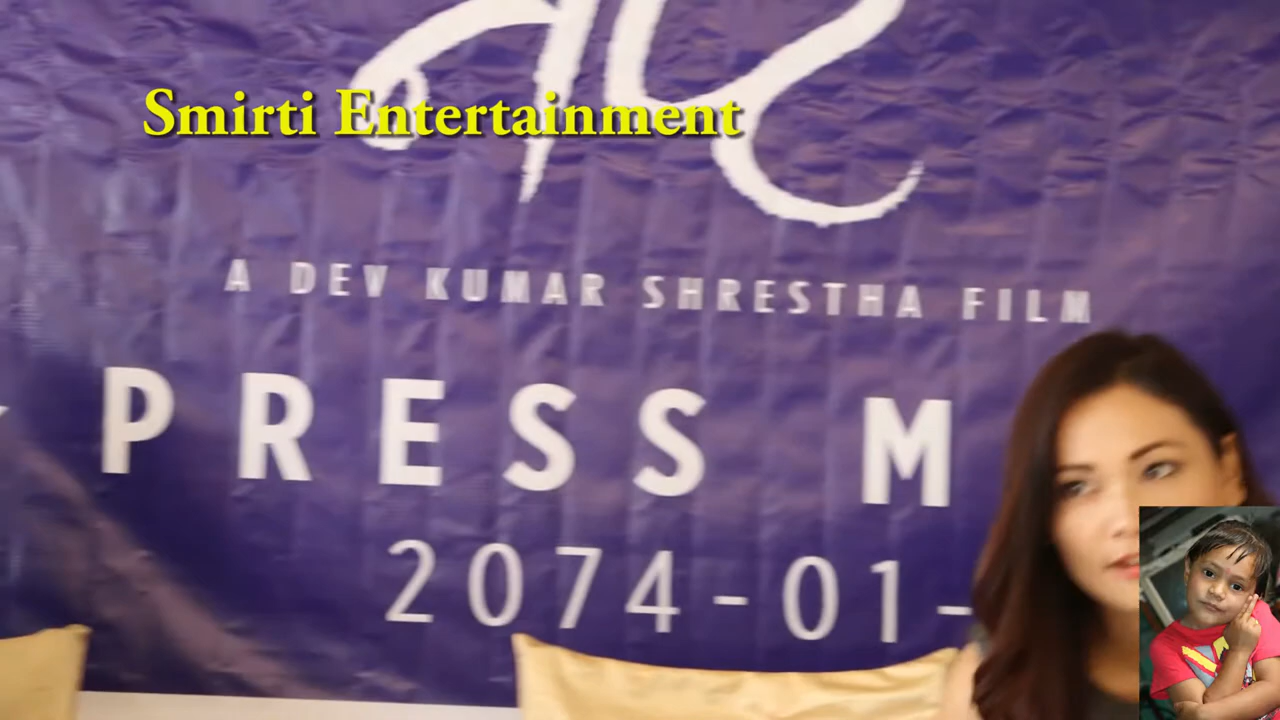 Smirti Entertainment
A DEV KUMAR SHRESTHA FILM
PRESS M
2074-01-